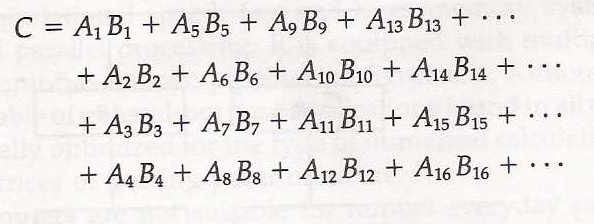 C = A₁B₁ + A₅B₅ + A₉B₉ + A₁₃B₁₃ + ⋯
+ A₂B₂ + A₆B₆ + A₁₀B₁₀ + A₁₄B₁₄ + ⋯
+ A₃B₃ + A₇B₇ + A₁₁B₁₁ + A₁₅B₁₅ + ⋯
+ A₄B₄ + A₈B₈ + A₁₂B₁₂ + A₁₆B₁₆ + ⋯